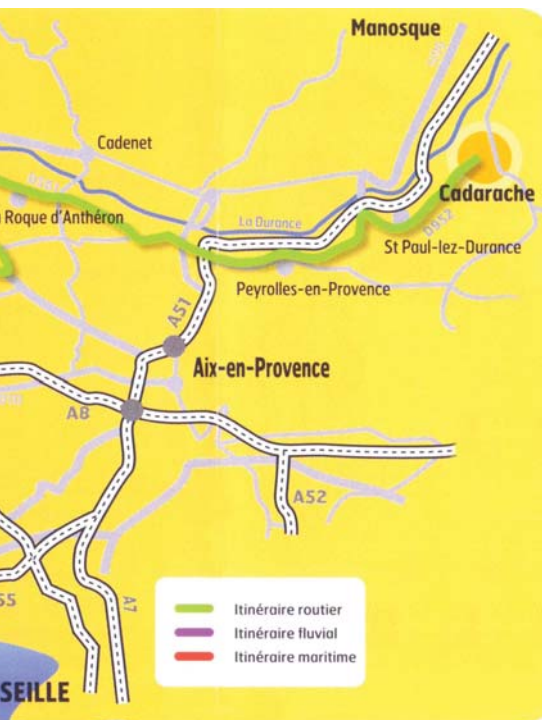 Manosque
Cadenet
Cadarache
Roque d'Anthéron
La Durance
D952
St Paul-lez-Durance
Peyrolles-en-Provence
A51
Aix-en-Provence
A8
A52
A7
Itinéraire routier
Itinéraire fluvial
Itinéraire maritime
SEILLE